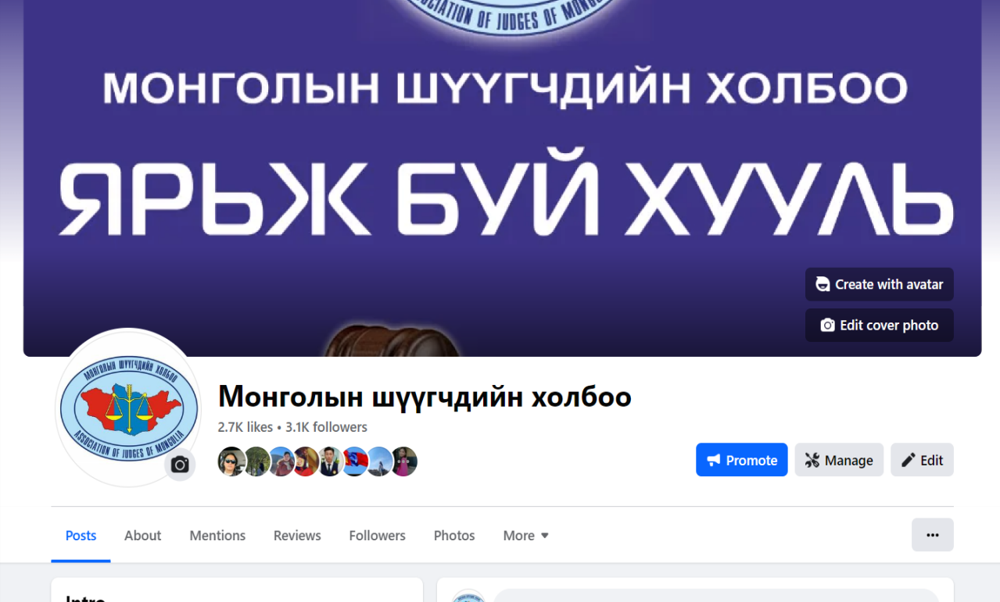 ASSOCIATION OF JUDGES OF MONGOLIA
МОНГОЛЫН ШҮҮГЧДИЙН ХОЛБОО
ЯРЬЖ БУЙ ХУУЛЬ
Create with avatar
Edit cover photo
МОНГОЛЫН ШҮҮГЧДИЙН ХОЛБОО
ASSOCIATION OF JUDGES OF MONGOLIA
Монголын шүүгчдийн холбоо
2.7K likes • 3.1K followers
Promote
Manage
Edit
Posts
About
Mentions
Reviews
Followers
Photos
More
Intro